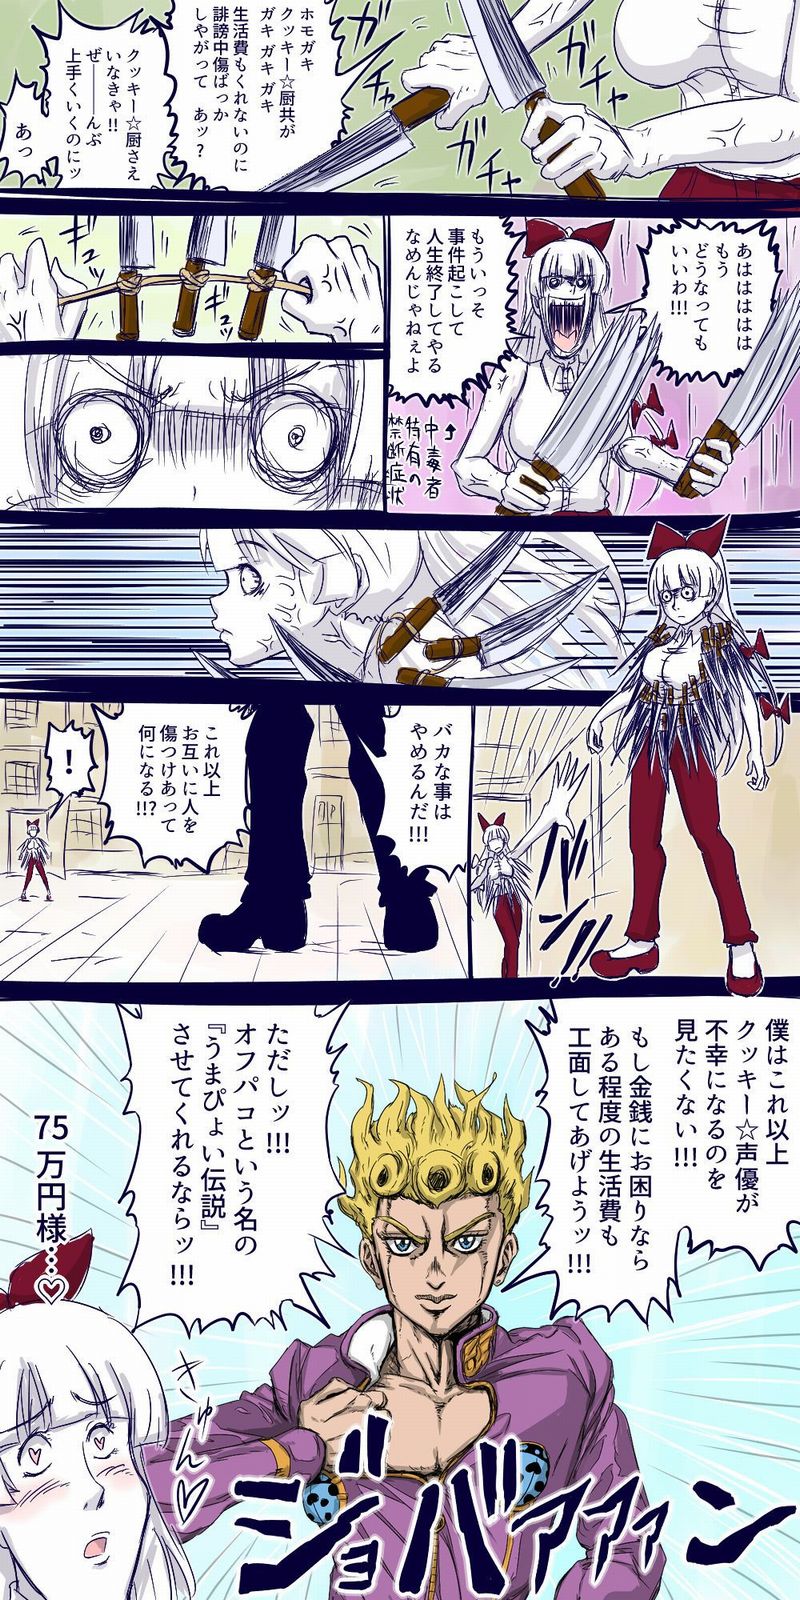 ガチャ
ガチャ
ガチャ
ホモガキ
クッキー☆厨共が
ガキガキガキ
生活費もくれないのに
誹謗中傷ばっか
しやがって　あッ？
クッキー☆厨さえ
いなきゃ!!
ぜ――んぶ
上手くいくのにッ
あっ
あはははははは
もう
どうなっても
いいわ!!!
もういっそ
事件起こして
人生終了してやる
なめんじゃねぇよ
中毒者
特有の
禁断症状
ギュッ
ギュッ
バァン!!
バカな事は
やめるんだ!!!
これ以上
お互いに人を
傷つけあって
何になる!!?
！
僕はこれ以上
クッキー☆声優が
不幸になるのを
見たくない!!!
もし金銭にお困りなら
ある程度の生活費も
工面してあげようッ!!!
ただしッ!!!
オフパコという名の
『うまぴょい伝説』
させてくれるならッ!!!
75万円様…♡
きゅん♡
ジョバァァァァン